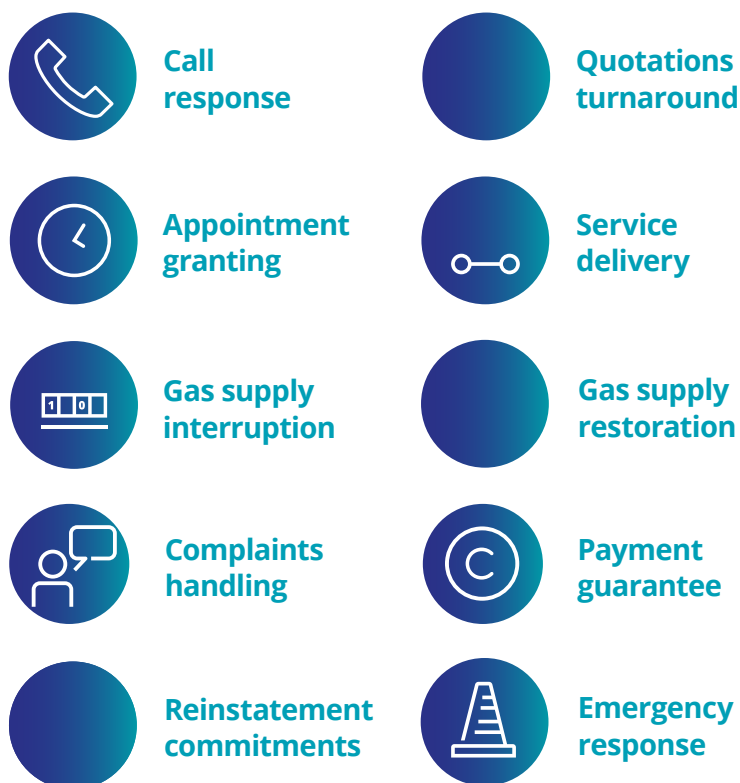 Call
response
Quotations
turnaround
Appointment
granting
Service
delivery
1 0
Gas supply
interruption
Gas supply
restoration
Complaints
handling
C
Payment
guarantee
Reinstatement
commitments
Emergency
response